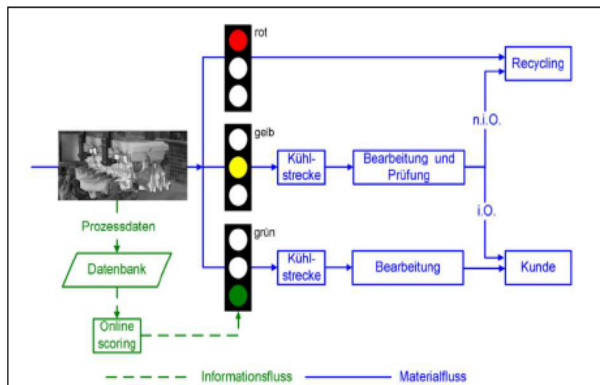 rot
Recycling
n.i.O.
gelb
Kühl-
strecke
Bearbeitung und
Prüfung
i.O.
Prozessdaten
Datenbank
grün
Kühl-
strecke
Bearbeitung
Kunde
Online
scoring
Informationsfluss
Materialfluss